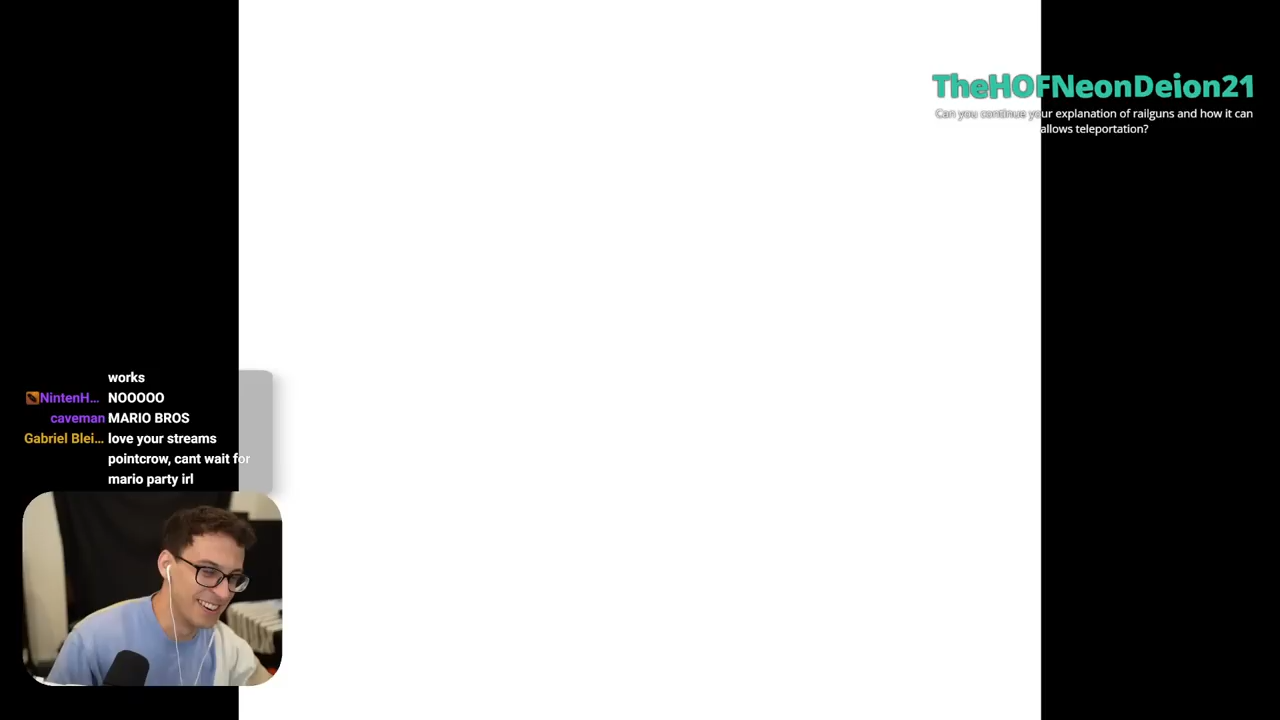 TheHOFNeonDeion21
Can you continue your explanation of railguns and how it can
allows teleportation?
works
NintenH... NOOOOO
caveman MARIO BROS
Gabriel Blei... love your streams
pointcrow, cant wait for
mario party irl